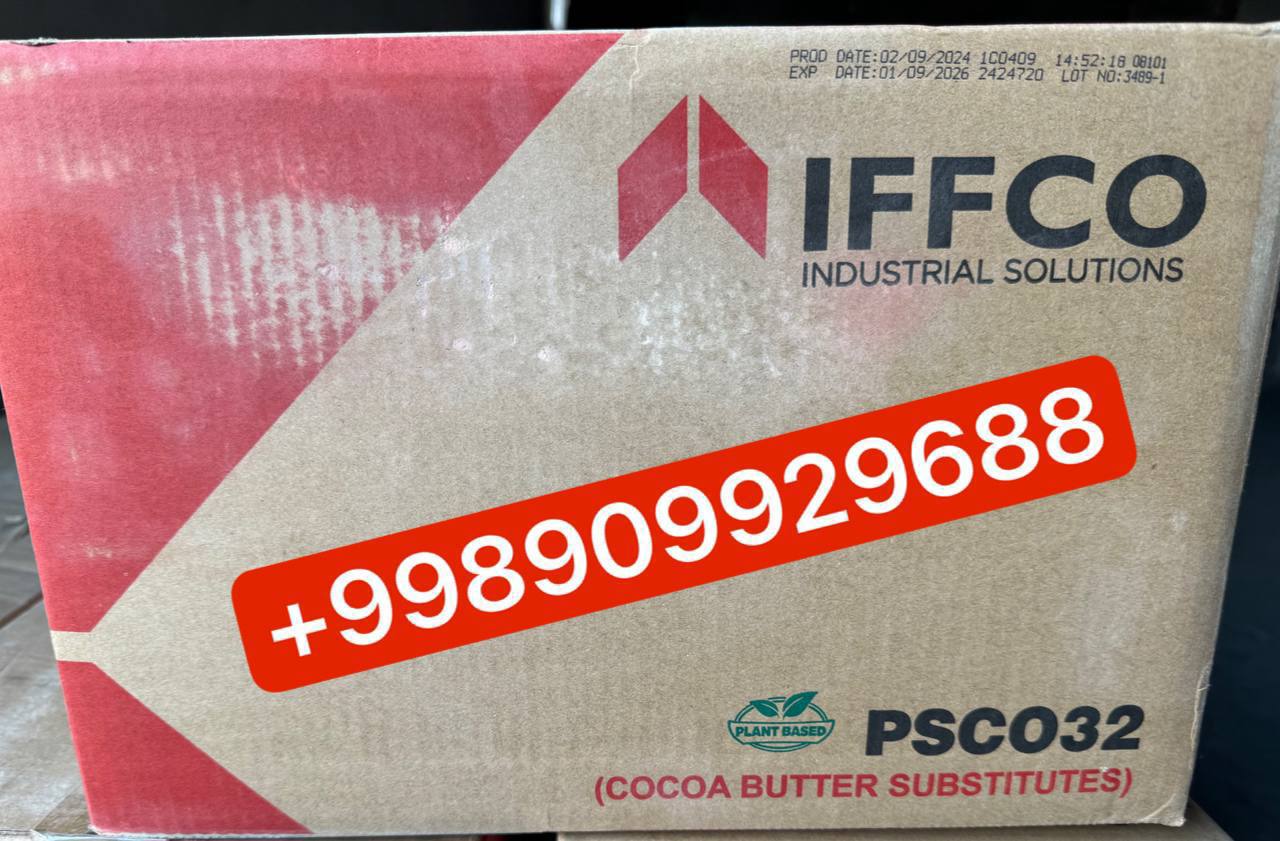 PROD DATE:02/09/2024 1C0409 14:52:18 08101
EXP DATE:01/09/2026 2424720 LOT NO:3489-1
IFFCO
INDUSTRIAL SOLUTIONS
+998909929688
PLANT BASED
PSCO32
(COCOA BUTTER SUBSTITUTES)